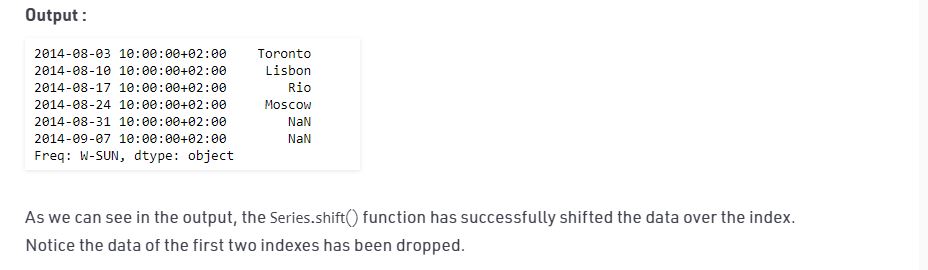 Output :
2014-08-03 10:00:00+02:00    Toronto
2014-08-10 10:00:00+02:00     Lisbon
2014-08-17 10:00:00+02:00        Rio
2014-08-24 10:00:00+02:00     Moscow
2014-08-31 10:00:00+02:00        NaN
2014-09-07 10:00:00+02:00        NaN
Freq: W-SUN, dtype: object
As we can see in the output, the Series.shift() function has successfully shifted the data over the index.
Notice the data of the first two indexes has been dropped.